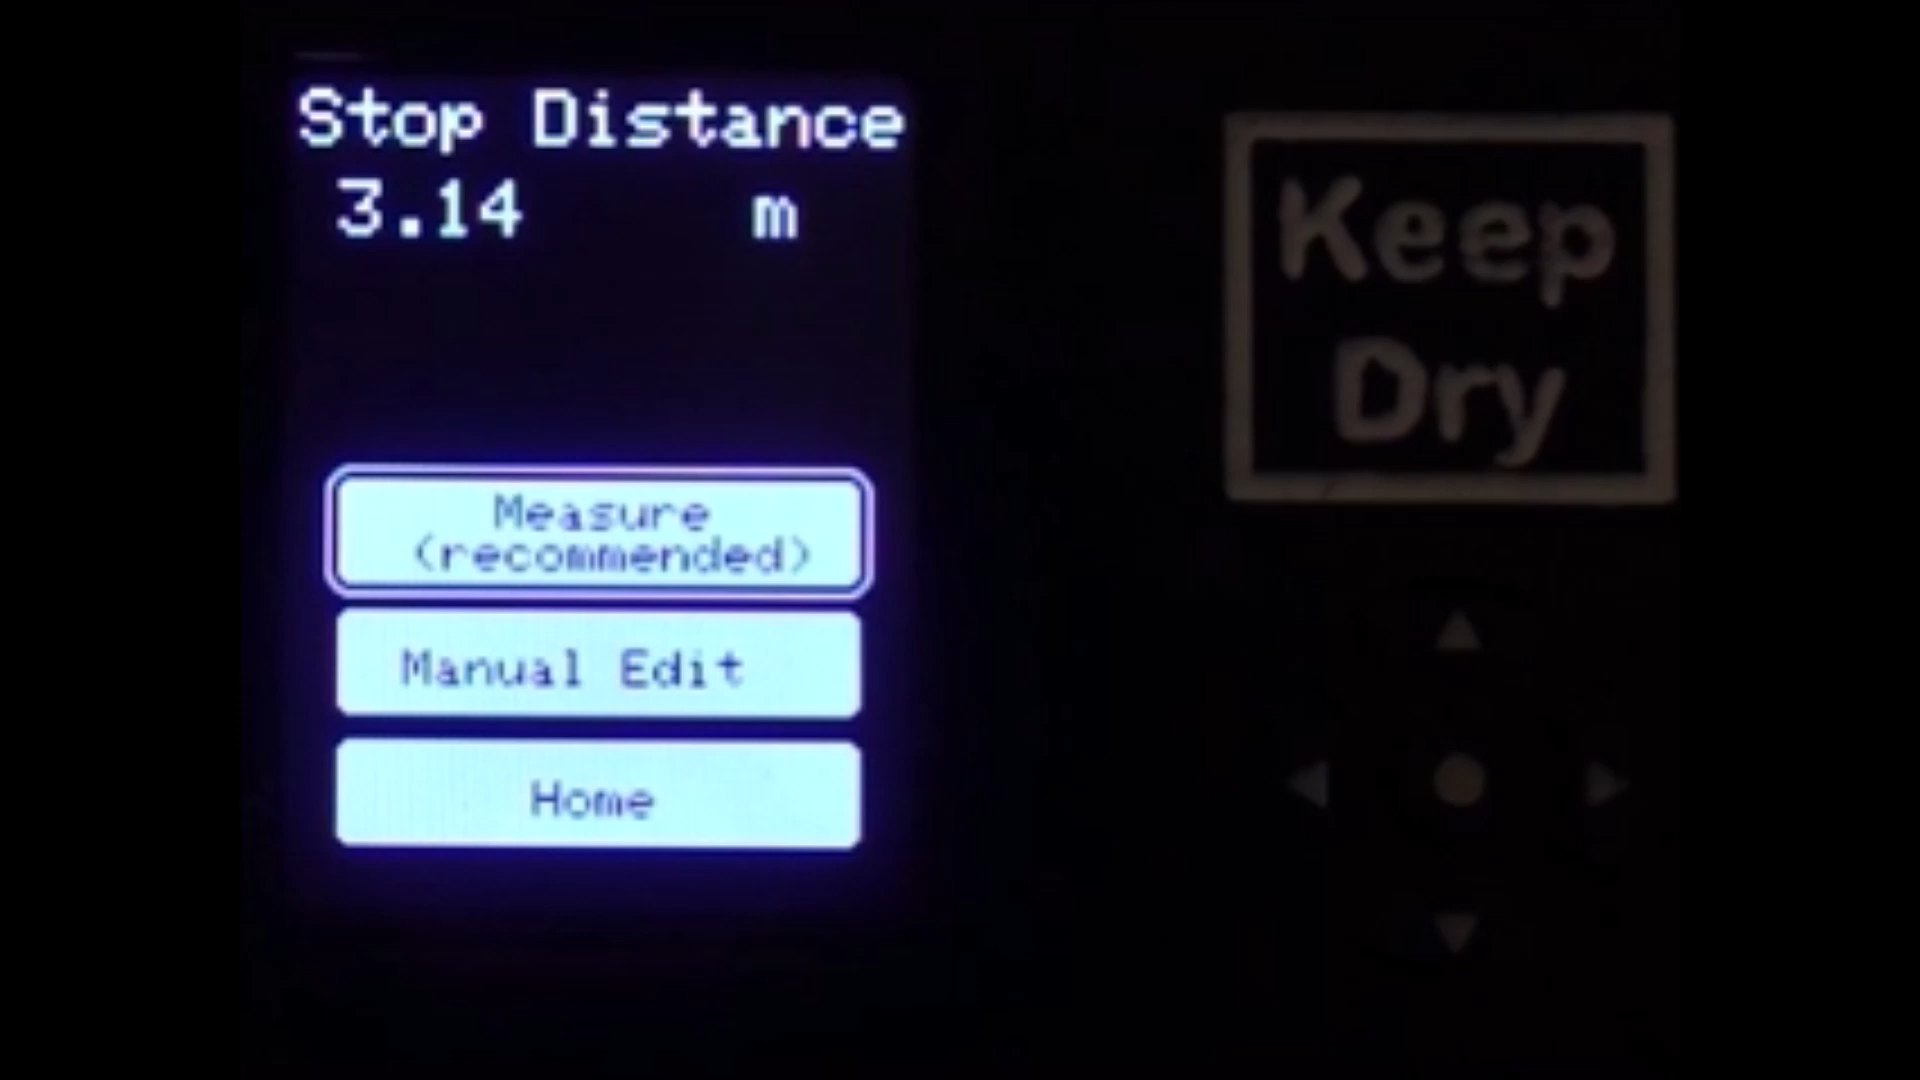 Stop Distance
3.14 m
Measure
(recommended)
Manual Edit
Home
Keep
Dry